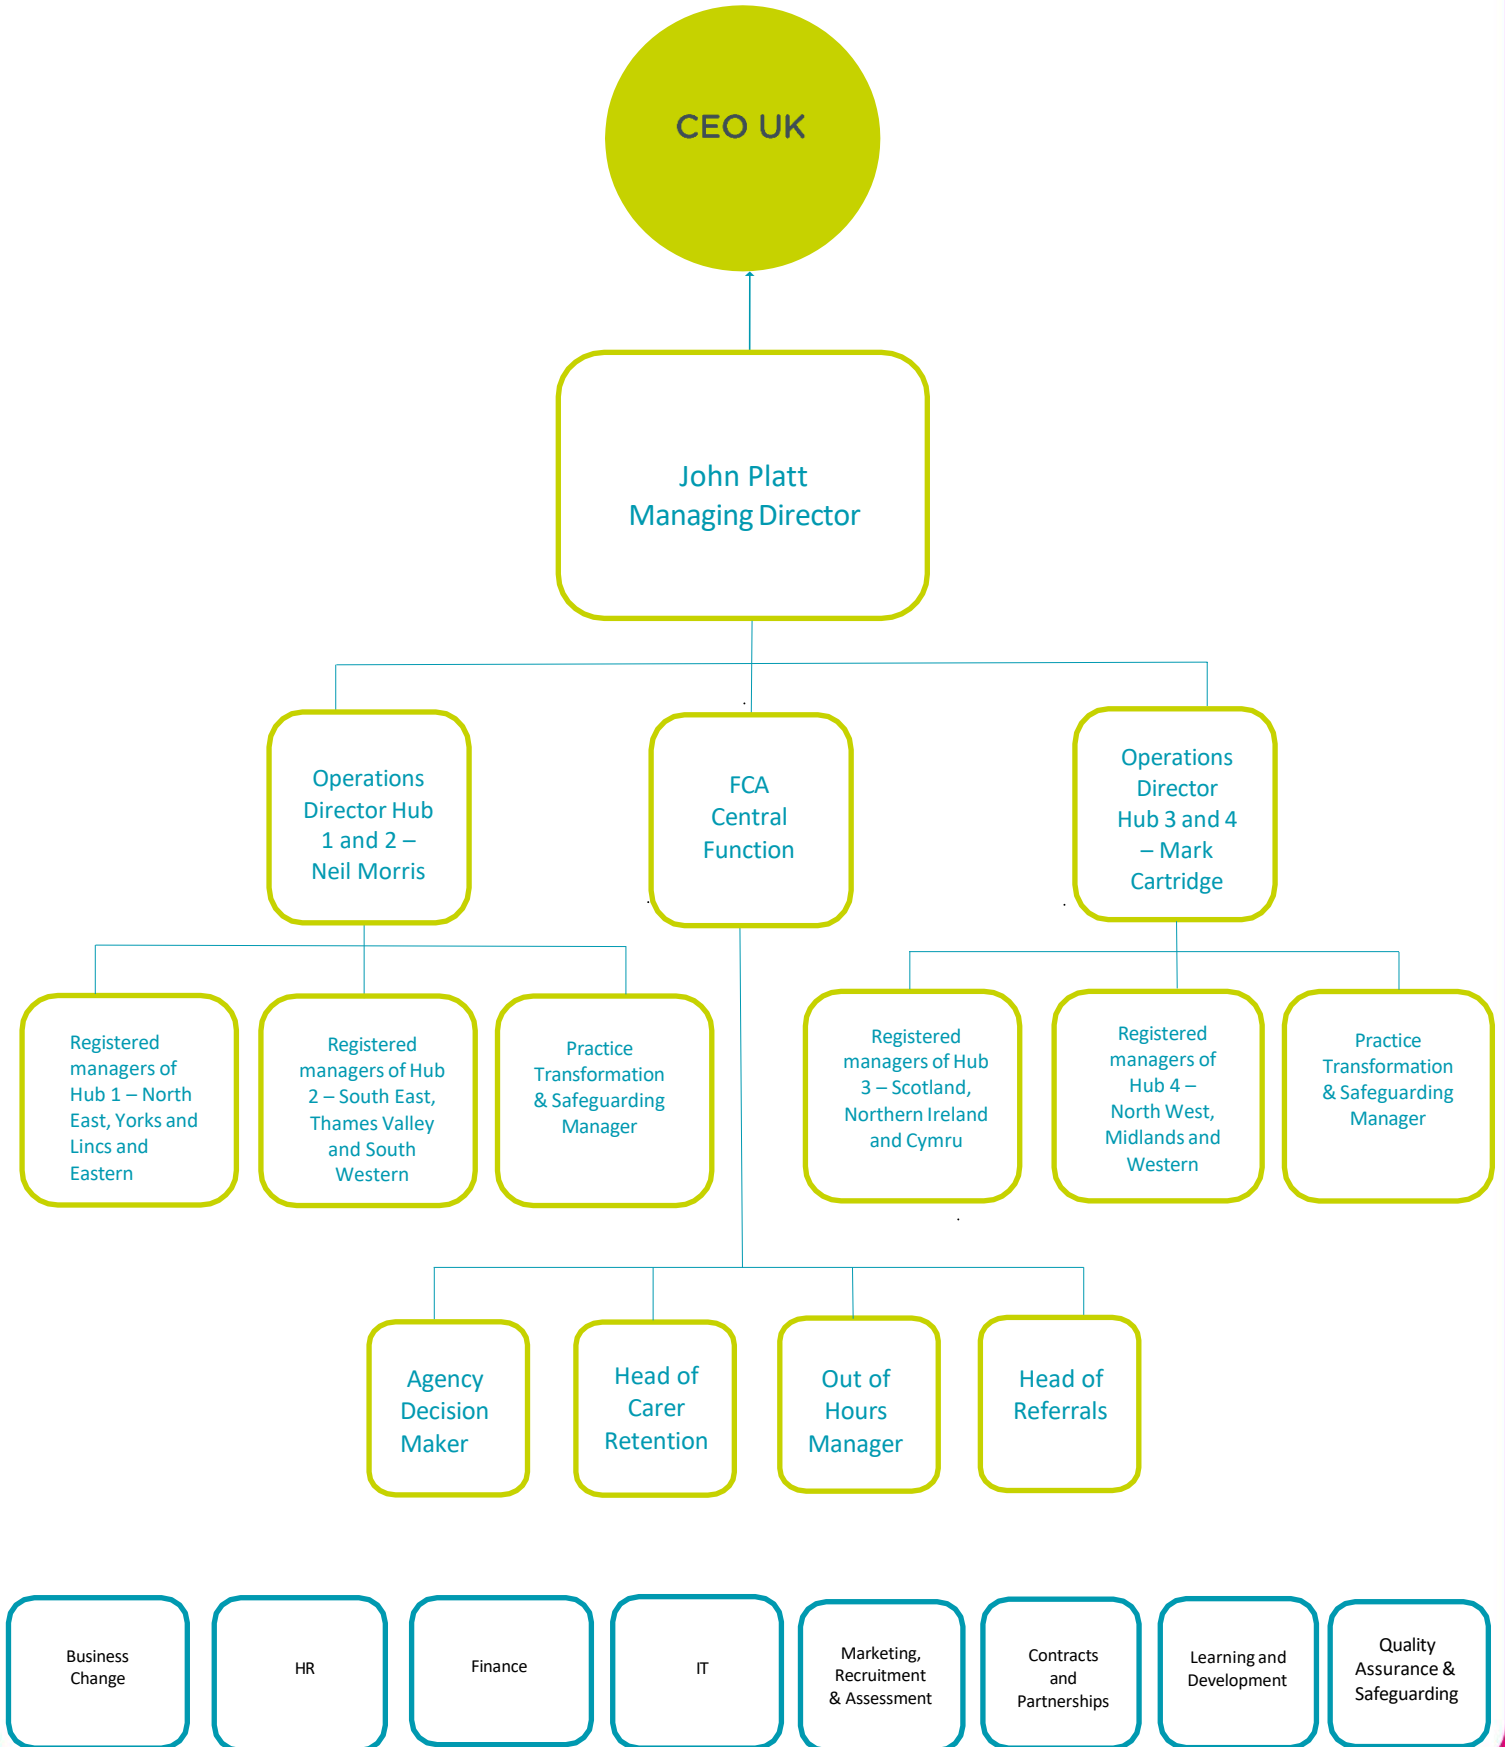 CEO UK
John Platt
Managing Director
Operations
Director Hub
1 and 2 –
Neil Morris
FCA
Central
Function
Operations
Director
Hub 3 and 4
– Mark
Cartridge
Registered
managers of
Hub 1 – North
East, Yorks and
Lincs and
Eastern
Registered
managers of Hub
2 – South East,
Thames Valley
and South
Western
Practice
Transformation
& Safeguarding
Manager
Registered
managers of Hub
3 – Scotland,
Northern Ireland
and Cymru
Registered
managers of
Hub 4 –
North West,
Midlands and
Western
Practice
Transformation
& Safeguarding
Manager
Agency
Decision
Maker
Head of
Carer
Retention
Out of
Hours
Manager
Head of
Referrals
Business
Change
HR
Finance
IT
Marketing,
Recruitment
& Assessment
Contracts
and
Partnerships
Learning and
Development
Quality
Assurance &
Safeguarding